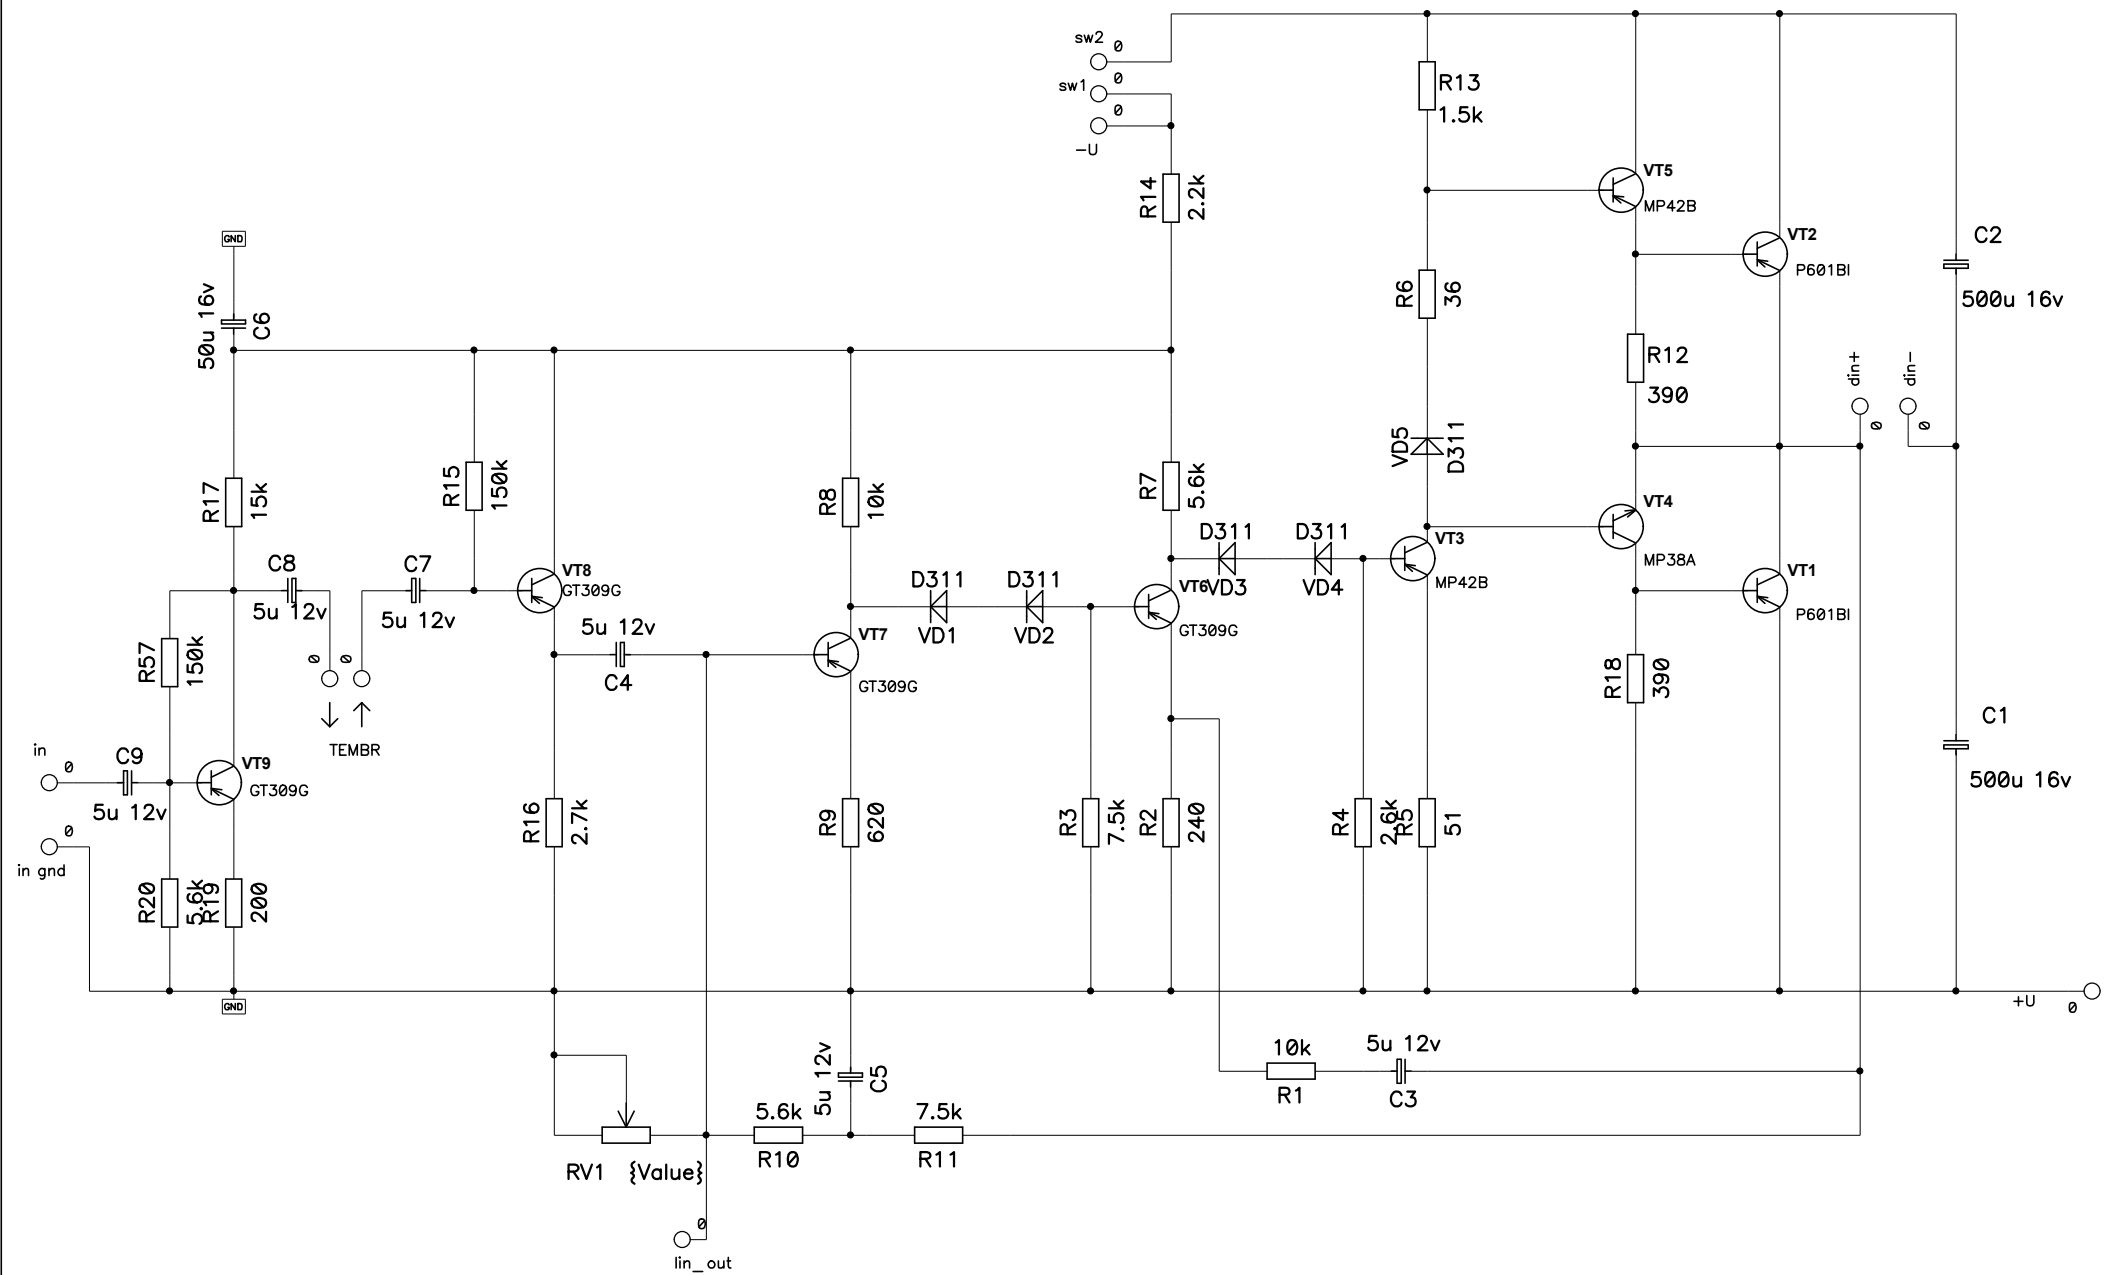 sw2
0
sw1
0
0
-U
R13
1.5k
VT5
MP42B
R14
2.2k
GND
VT2
P601BI
C2
500u 16v
50u 16v
C6
R6
36
R12
390
din+
0
din-
0
R17
15k
R15
150k
R8
10k
R7
5.6k
VD5
D311
VT4
MP38A
C8
5u 12v
C7
5u 12v
VT8
GT309G
D311
VD1
D311
VD2
D311
VD3
D311
VD4
VT3
MP42B
VT6
GT309G
VT1
P601BI
R57
150k
0
0
TEMBR
5u 12v
C4
VT7
GT309G
R18
390
C1
500u 16v
in
0
C9
5u 12v
VT9
GT309G
0
in gnd
R20
5.6k
R19
200
R16
2.7k
R9
620
R3
7.5k
R2
240
R4
2.6k
R5
51
GND
+U
0
5u 12v
C5
10k
R1
5u 12v
C3
RV1
{Value}
5.6k
R10
7.5k
R11
0
lin_out